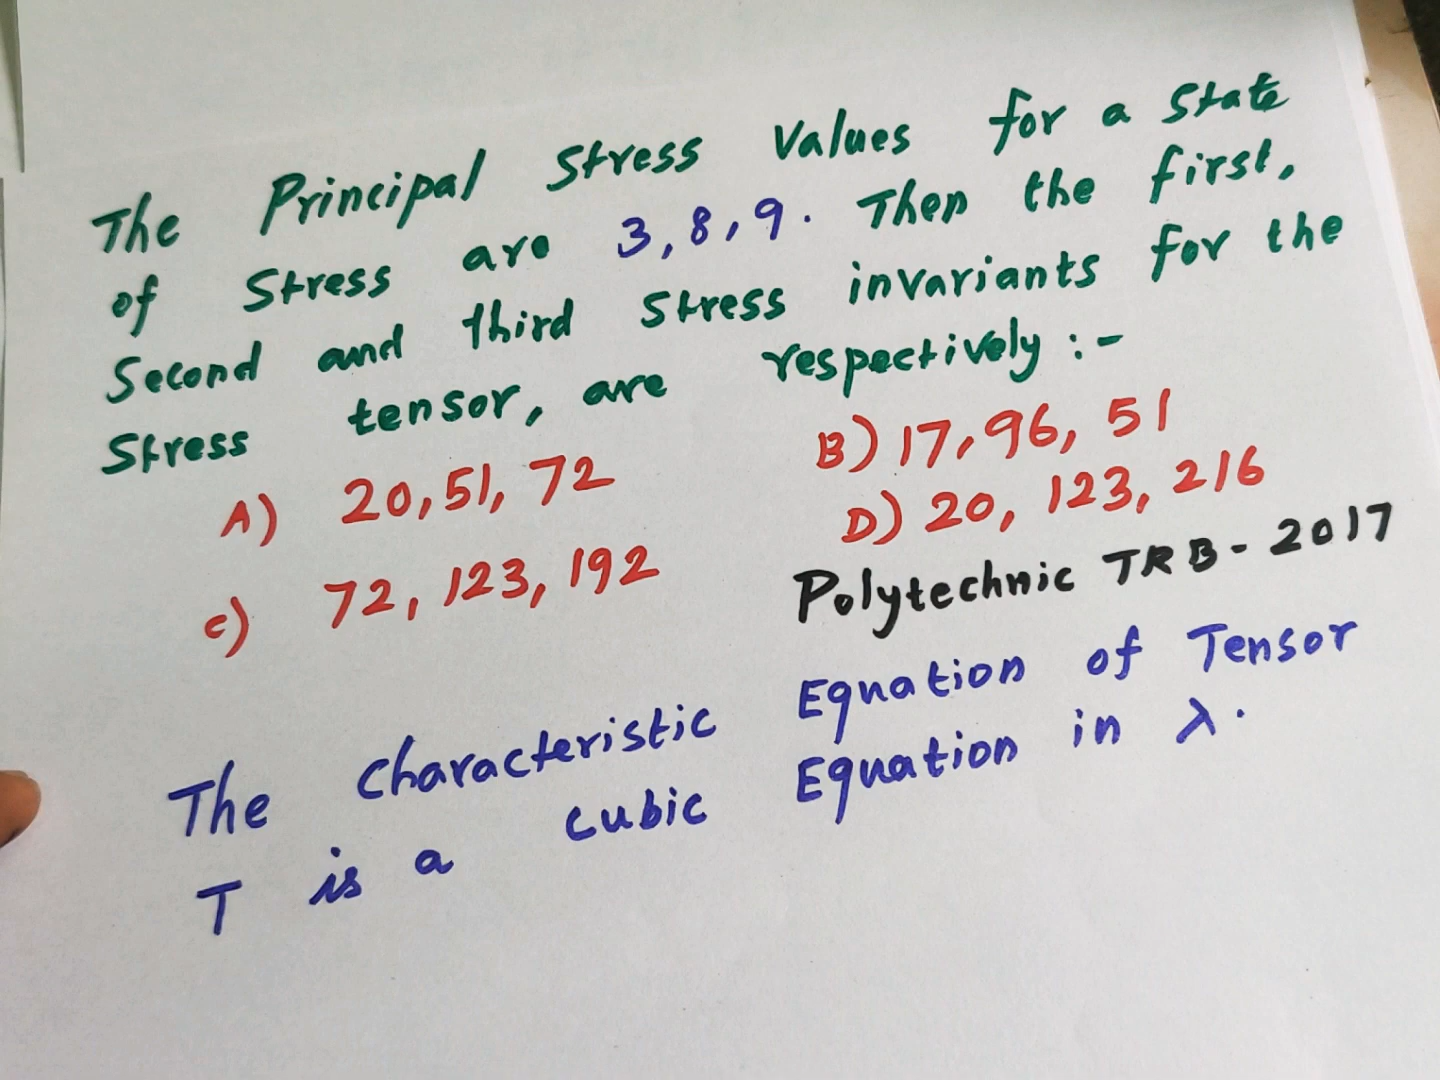 The Principal Stress Values for a State
of Stress are 3,8,9. Then the first,
Second and third Stress invariants for the
Stress tensor, are respectively :-
A) 20,51,72 B) 17,96, 51
C) 72, 123, 192 D) 20, 123, 216
Polytechnic TRB - 2017
The Characteristic Equation of Tensor
T is a cubic Equation in λ.